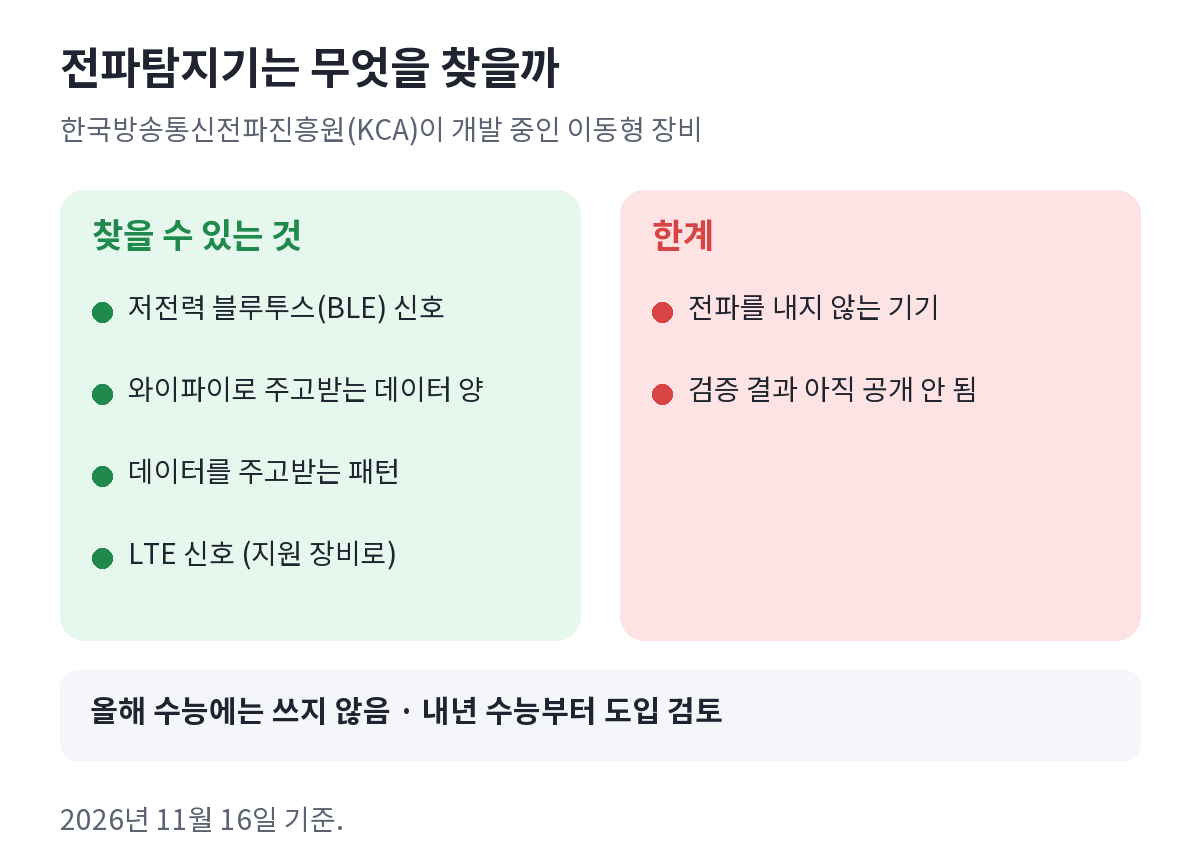 전파탐지기는 무엇을 찾을까
한국방송통신전파진흥원(KCA)이 개발 중인 이동형 장비
찾을 수 있는 것
저전력 블루투스(BLE) 신호
와이파이로 주고받는 데이터 양
데이터를 주고받는 패턴
LTE 신호 (지원 장비로)
한계
전파를 내지 않는 기기
검증 결과 아직 공개 안 됨
올해 수능에는 쓰지 않음 · 내년 수능부터 도입 검토
2026년 11월 16일 기준.